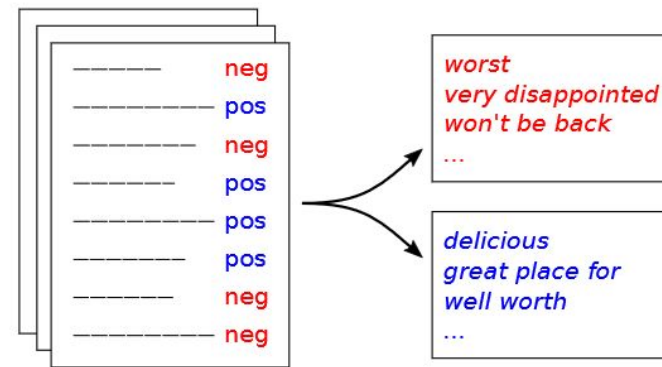 neg
pos
neg
pos
pos
pos
neg
neg
worst
very disappointed
won't be back
...
delicious
great place for
well worth
...